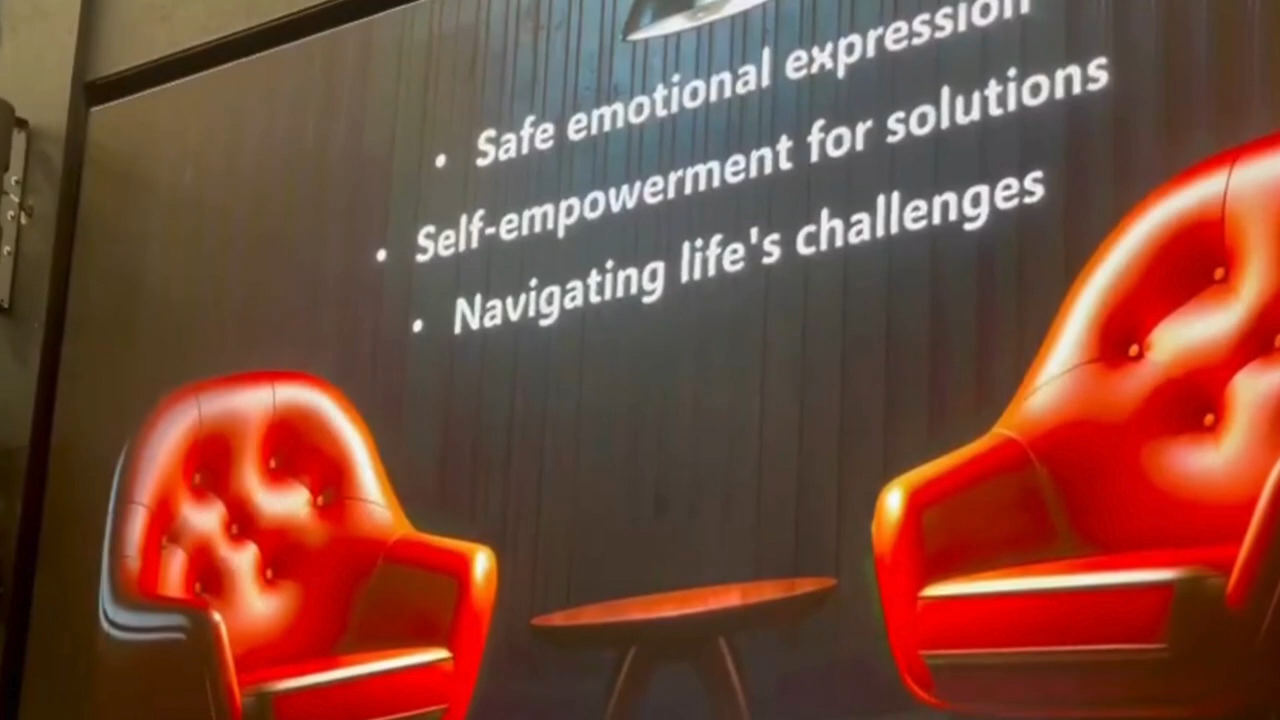 • Safe emotional expression
• Self-empowerment for solutions
• Navigating life's challenges